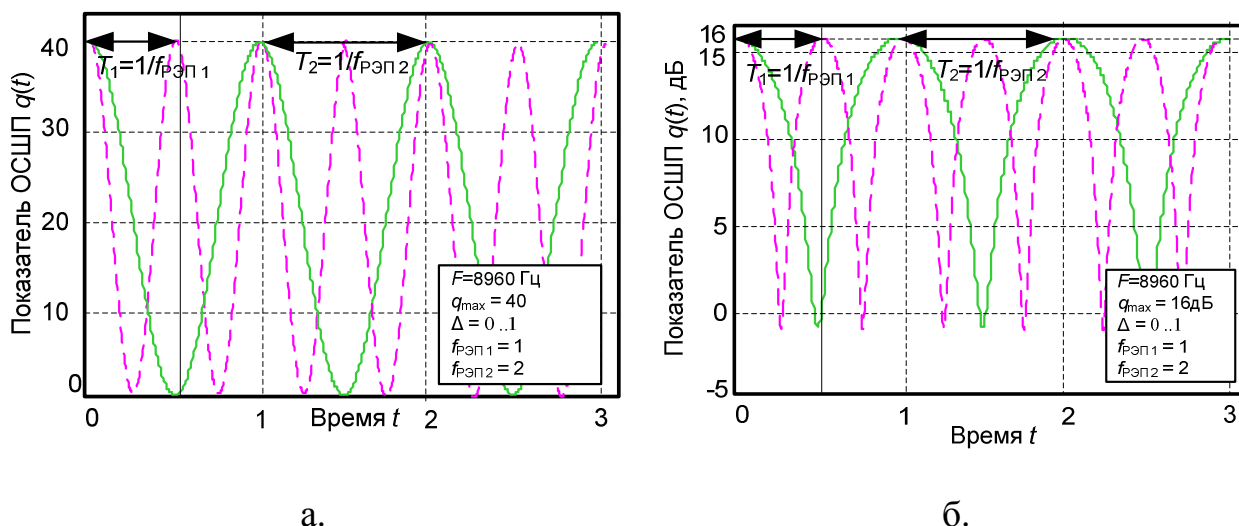 Показатель ОСШП q(t)
40
30
20
10
0
T₁=1/fРЭП 1
T₂=1/fРЭП 2
F=8960 Гц
qmax = 40
Δ = 0 ..1
fРЭП 1 = 1
fРЭП 2 = 2
0 1 2 3
Время t
а.
Показатель ОСШП q(t), дБ
16
15
10
5
0
-5
T₁=1/fРЭП 1
T₂=1/fРЭП 2
F=8960 Гц
qmax = 16дБ
Δ = 0 ..1
fРЭП 1 = 1
fРЭП 2 = 2
0 1 2 3
Время t
б.